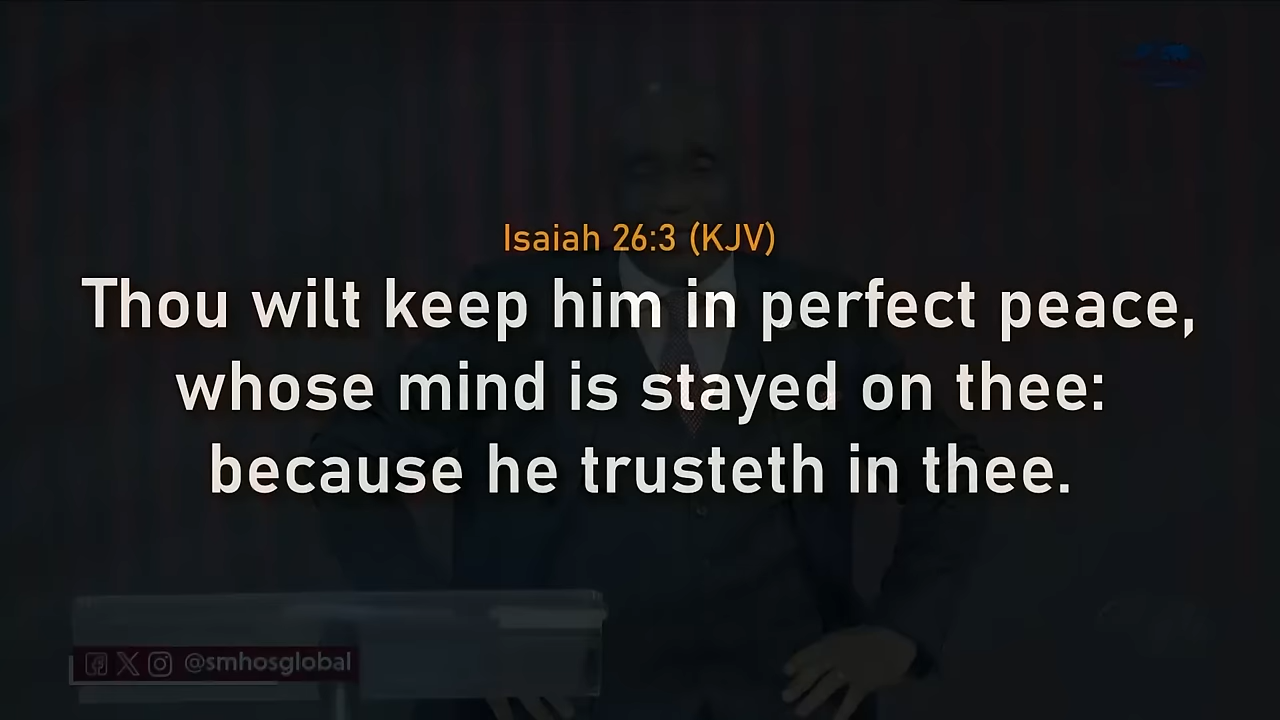 Isaiah 26:3 (KJV)
Thou wilt keep him in perfect peace,
whose mind is stayed on thee:
because he trusteth in thee.
@smhosglobal